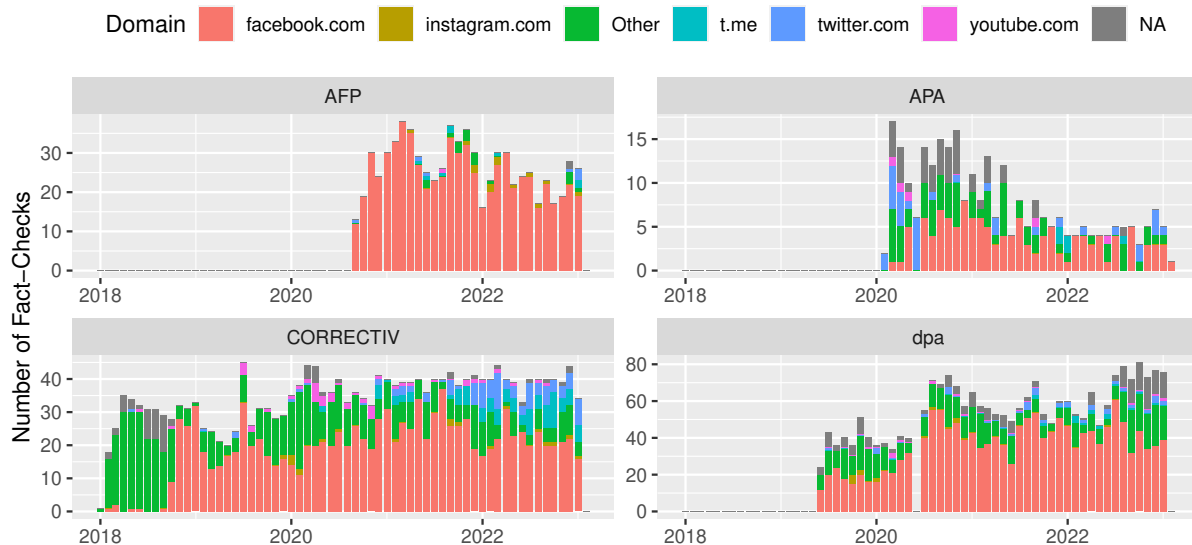 Domain facebook.com instagram.com Other t.me twitter.com youtube.com NA
Number of Fact−Checks
AFP
30
20
10
0
2018 2020 2022
APA
15
10
5
0
2018 2020 2022
CORRECTIV
40
30
20
10
0
2018 2020 2022
dpa
80
60
40
20
0
2018 2020 2022